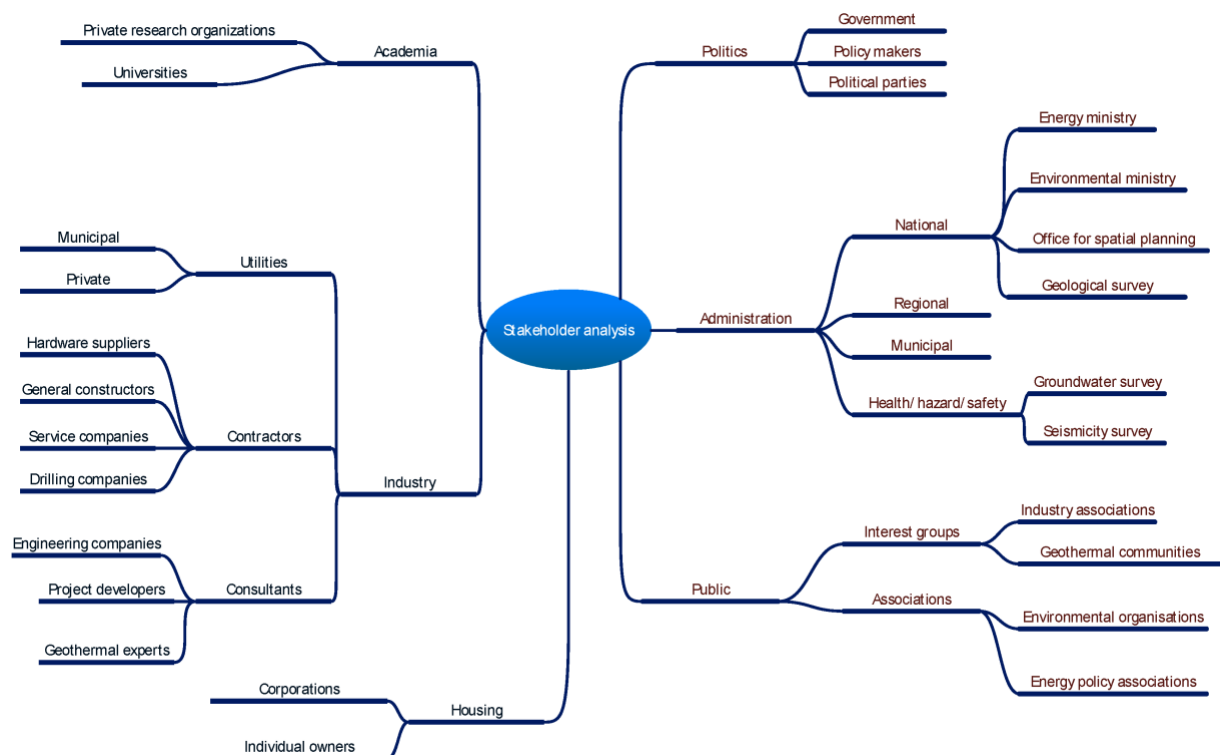 Stakeholder analysis
Academia
Private research organizations
Universities
Industry
Utilities
Municipal
Private
Contractors
Hardware suppliers
General constructors
Service companies
Drilling companies
Consultants
Engineering companies
Project developers
Geothermal experts
Housing
Corporations
Individual owners
Politics
Government
Policy makers
Political parties
Administration
National
Energy ministry
Environmental ministry
Office for spatial planning
Geological survey
Regional
Municipal
Health/ hazard/ safety
Groundwater survey
Seismicity survey
Public
Interest groups
Industry associations
Geothermal communities
Associations
Environmental organisations
Energy policy associations